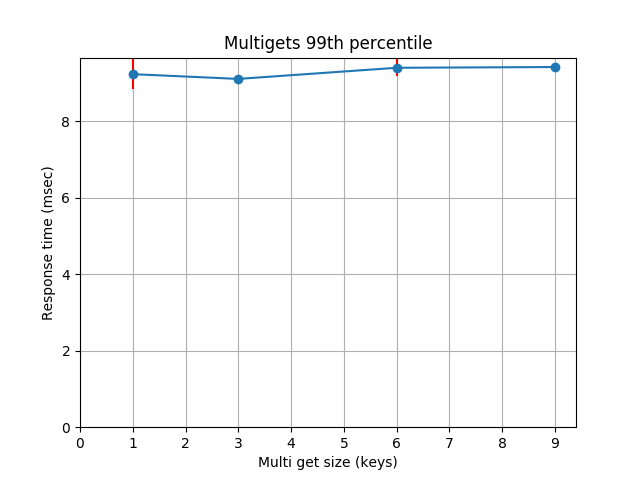 Multigets 99th percentile
Response time (msec)
8
6
4
2
0
0 1 2 3 4 5 6 7 8 9
Multi get size (keys)